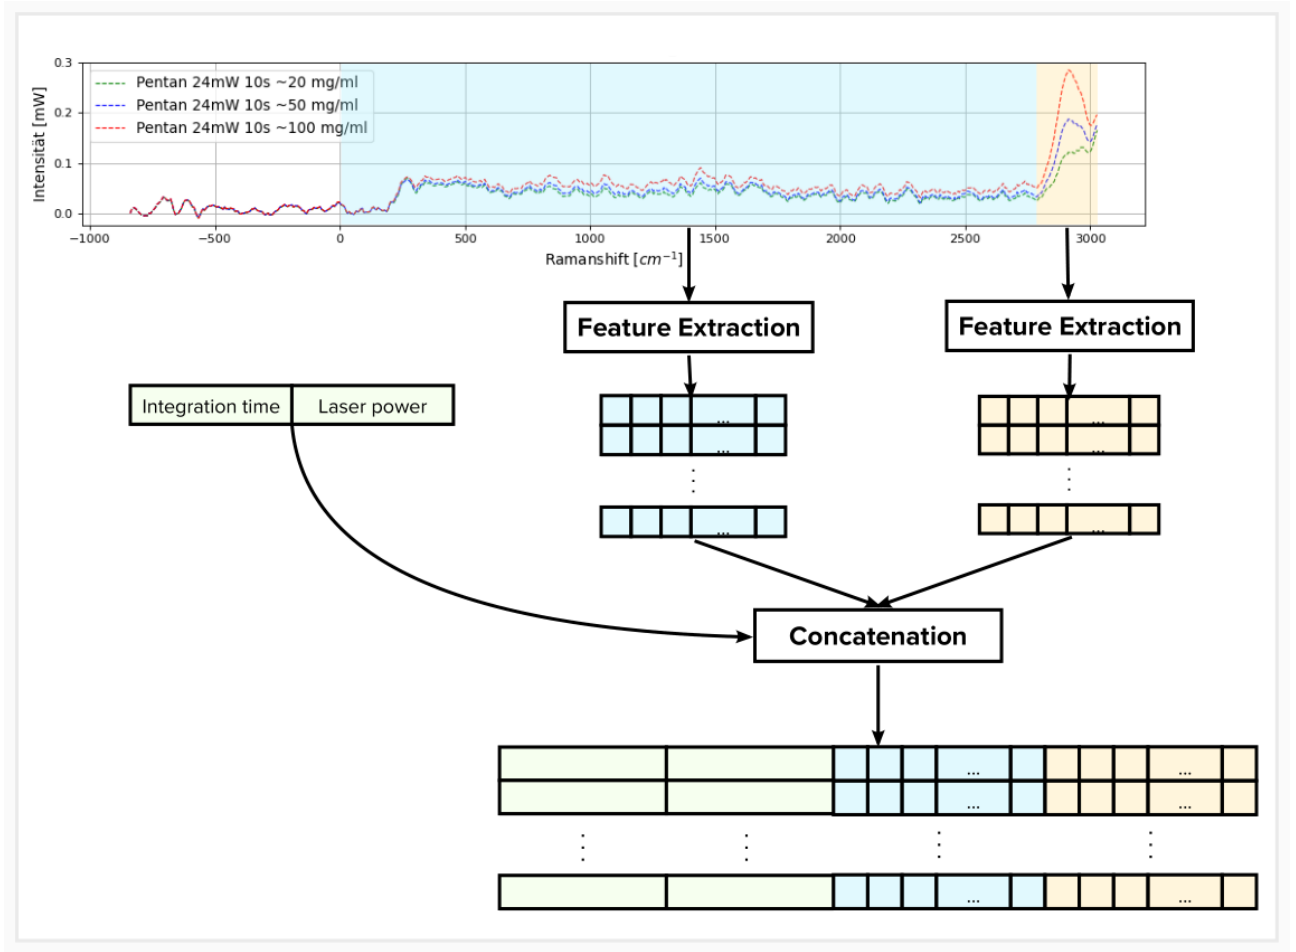 0.3
0.2
0.1
0.0
Intensität [mW]
Pentan 24mW 10s ~20 mg/ml
Pentan 24mW 10s ~50 mg/ml
Pentan 24mW 10s ~100 mg/ml
−1000 −500 0 500 1000 1500 2000 2500 3000
Ramanshift [cm⁻¹]
Feature Extraction Feature Extraction
Integration time Laser power
... ...
... ...
... ...
Concatenation
... ...
... ...
... ...